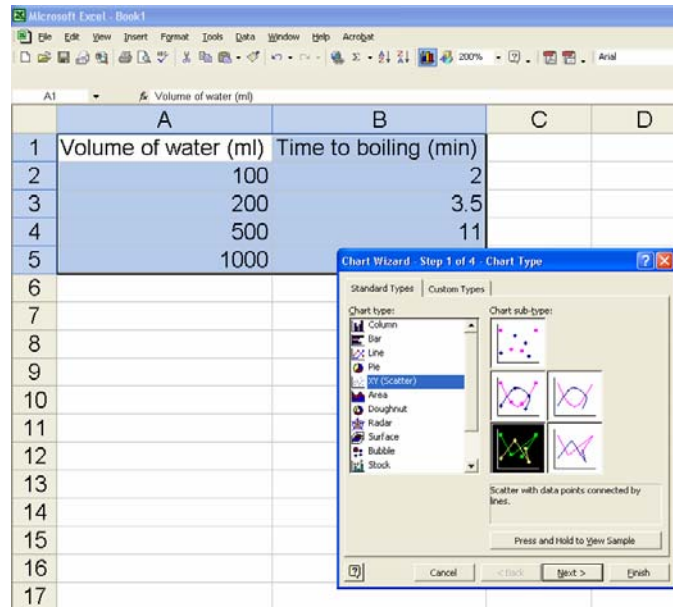 Microsoft Excel - Book1
File Edit View Insert Format Tools Data Window Help Acrobat
200% Arial
A1 fx Volume of water (ml)
A B C D
1 Volume of water (ml) Time to boiling (min)
2 100 2
3 200 3.5
4 500 11
5 1000
6
7
8
9
10
11
12
13
14
15
16
17
Chart Wizard - Step 1 of 4 - Chart Type
Standard Types Custom Types
Chart type:
Column
Bar
Line
Pie
XY (Scatter)
Area
Doughnut
Radar
Surface
Bubble
Stock
Chart sub-type:
Scatter with data points connected by
lines.
Press and Hold to View Sample
Cancel < Back Next > Finish